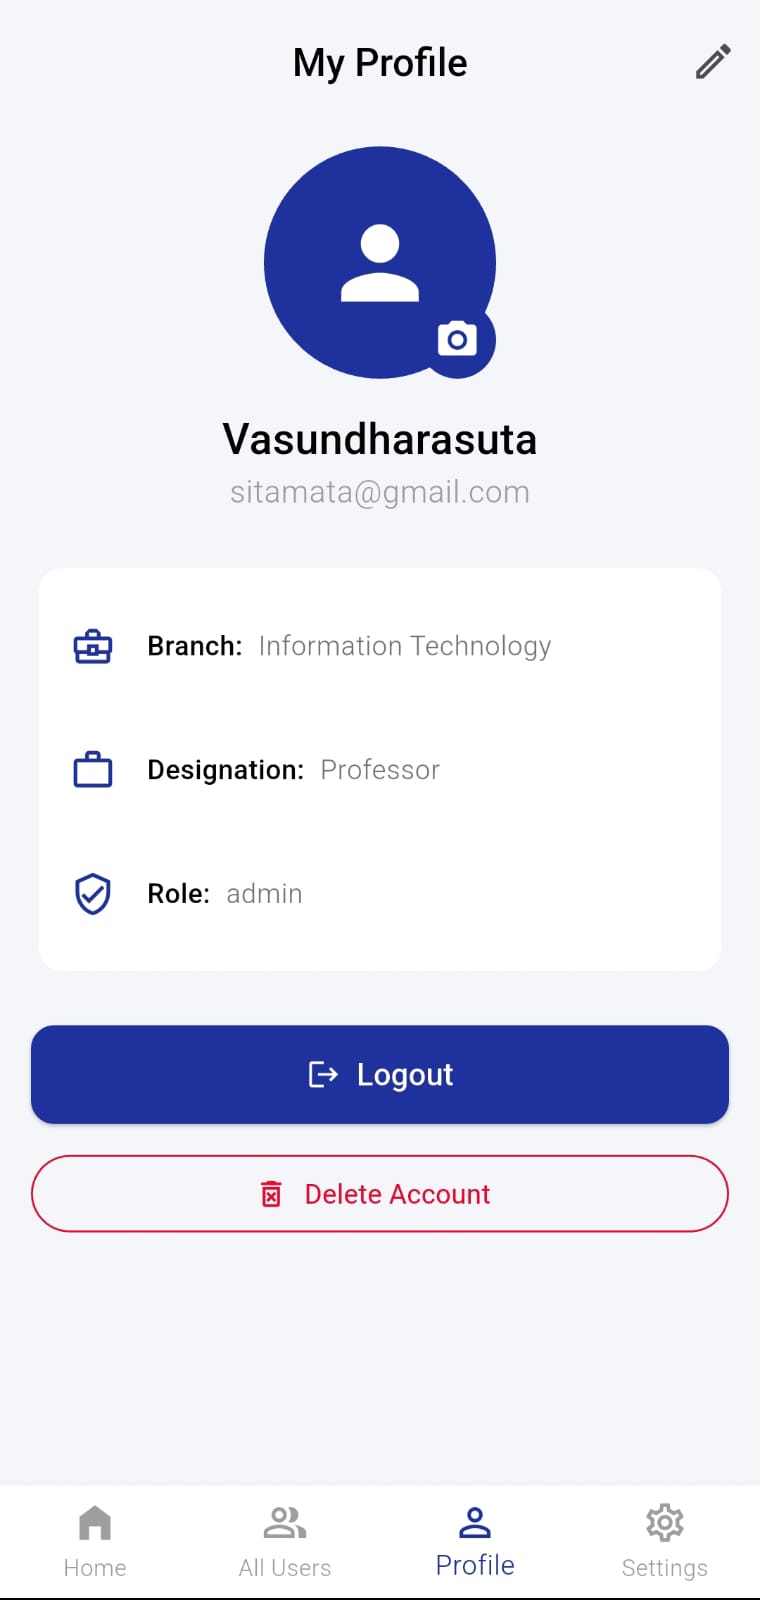 My Profile
Vasundharasuta
sitamata@gmail.com
Branch: Information Technology
Designation: Professor
Role: admin
Logout
Delete Account
Home
All Users
Profile
Settings